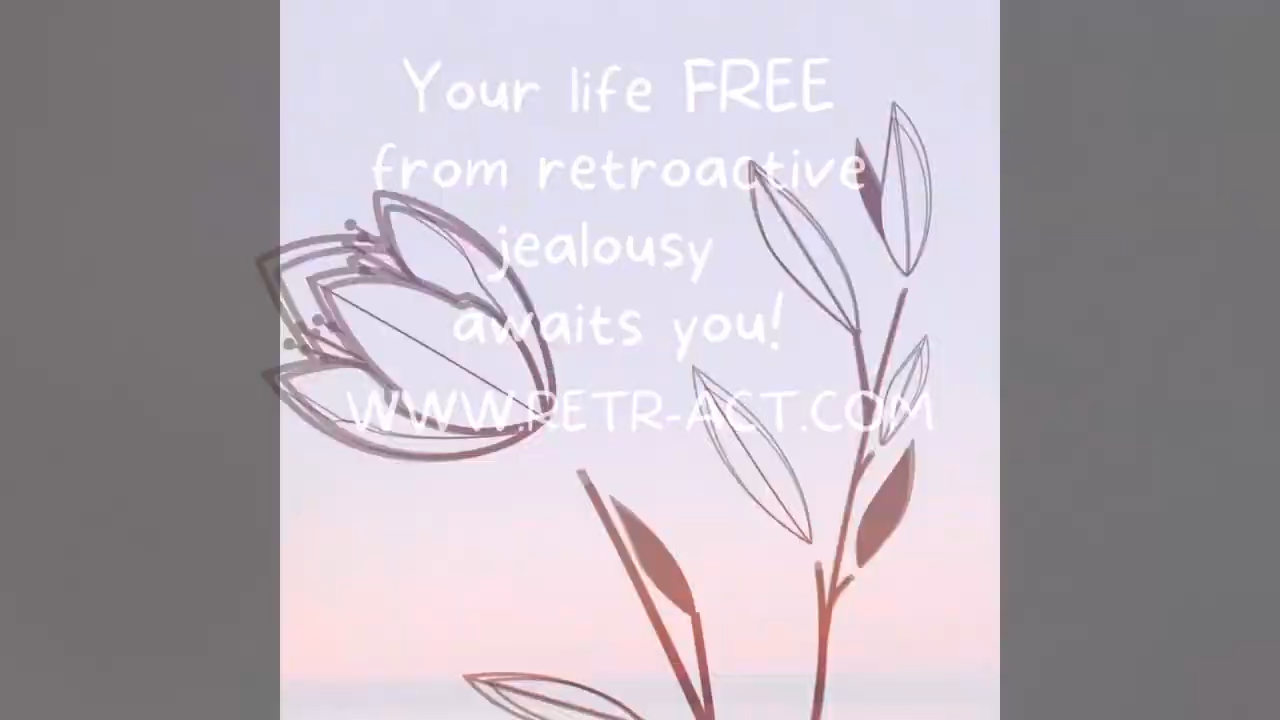 Your life FREE
from retroactive
jealousy
awaits you!
WWW.RETR-ACT.COM